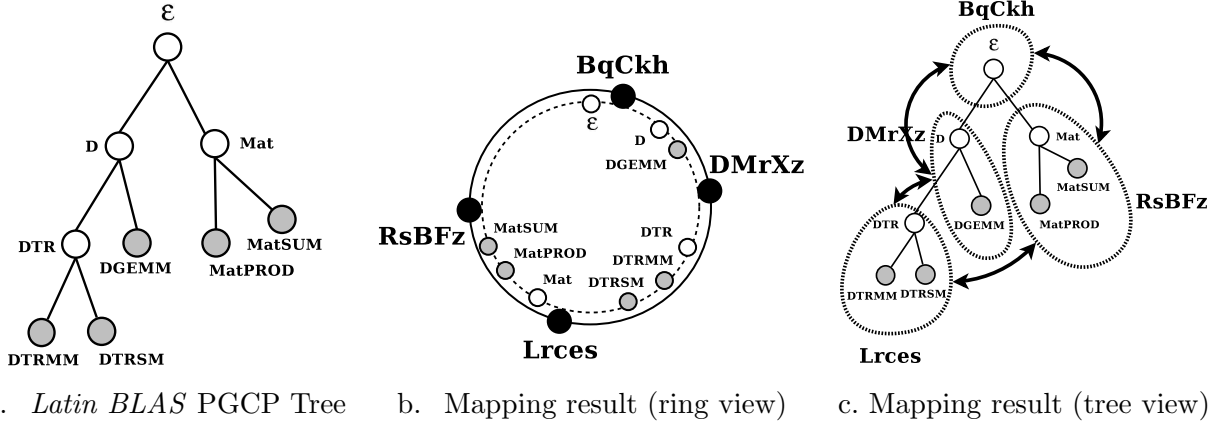 ε
D
Mat
DTR
DGEMM
MatPROD
MatSUM
DTRMM
DTRSM
. Latin BLAS PGCP Tree
BqCkh
ε
D
DGEMM
DMrXz
RsBFz
MatSUM
MatPROD
Mat
DTR
DTRMM
DTRSM
Lrces
b. Mapping result (ring view)
BqCkh
ε
DMrXz
D
Mat
MatSUM
RsBFz
DTR
DGEMM
MatPROD
DTRMM
DTRSM
Lrces
c. Mapping result (tree view)